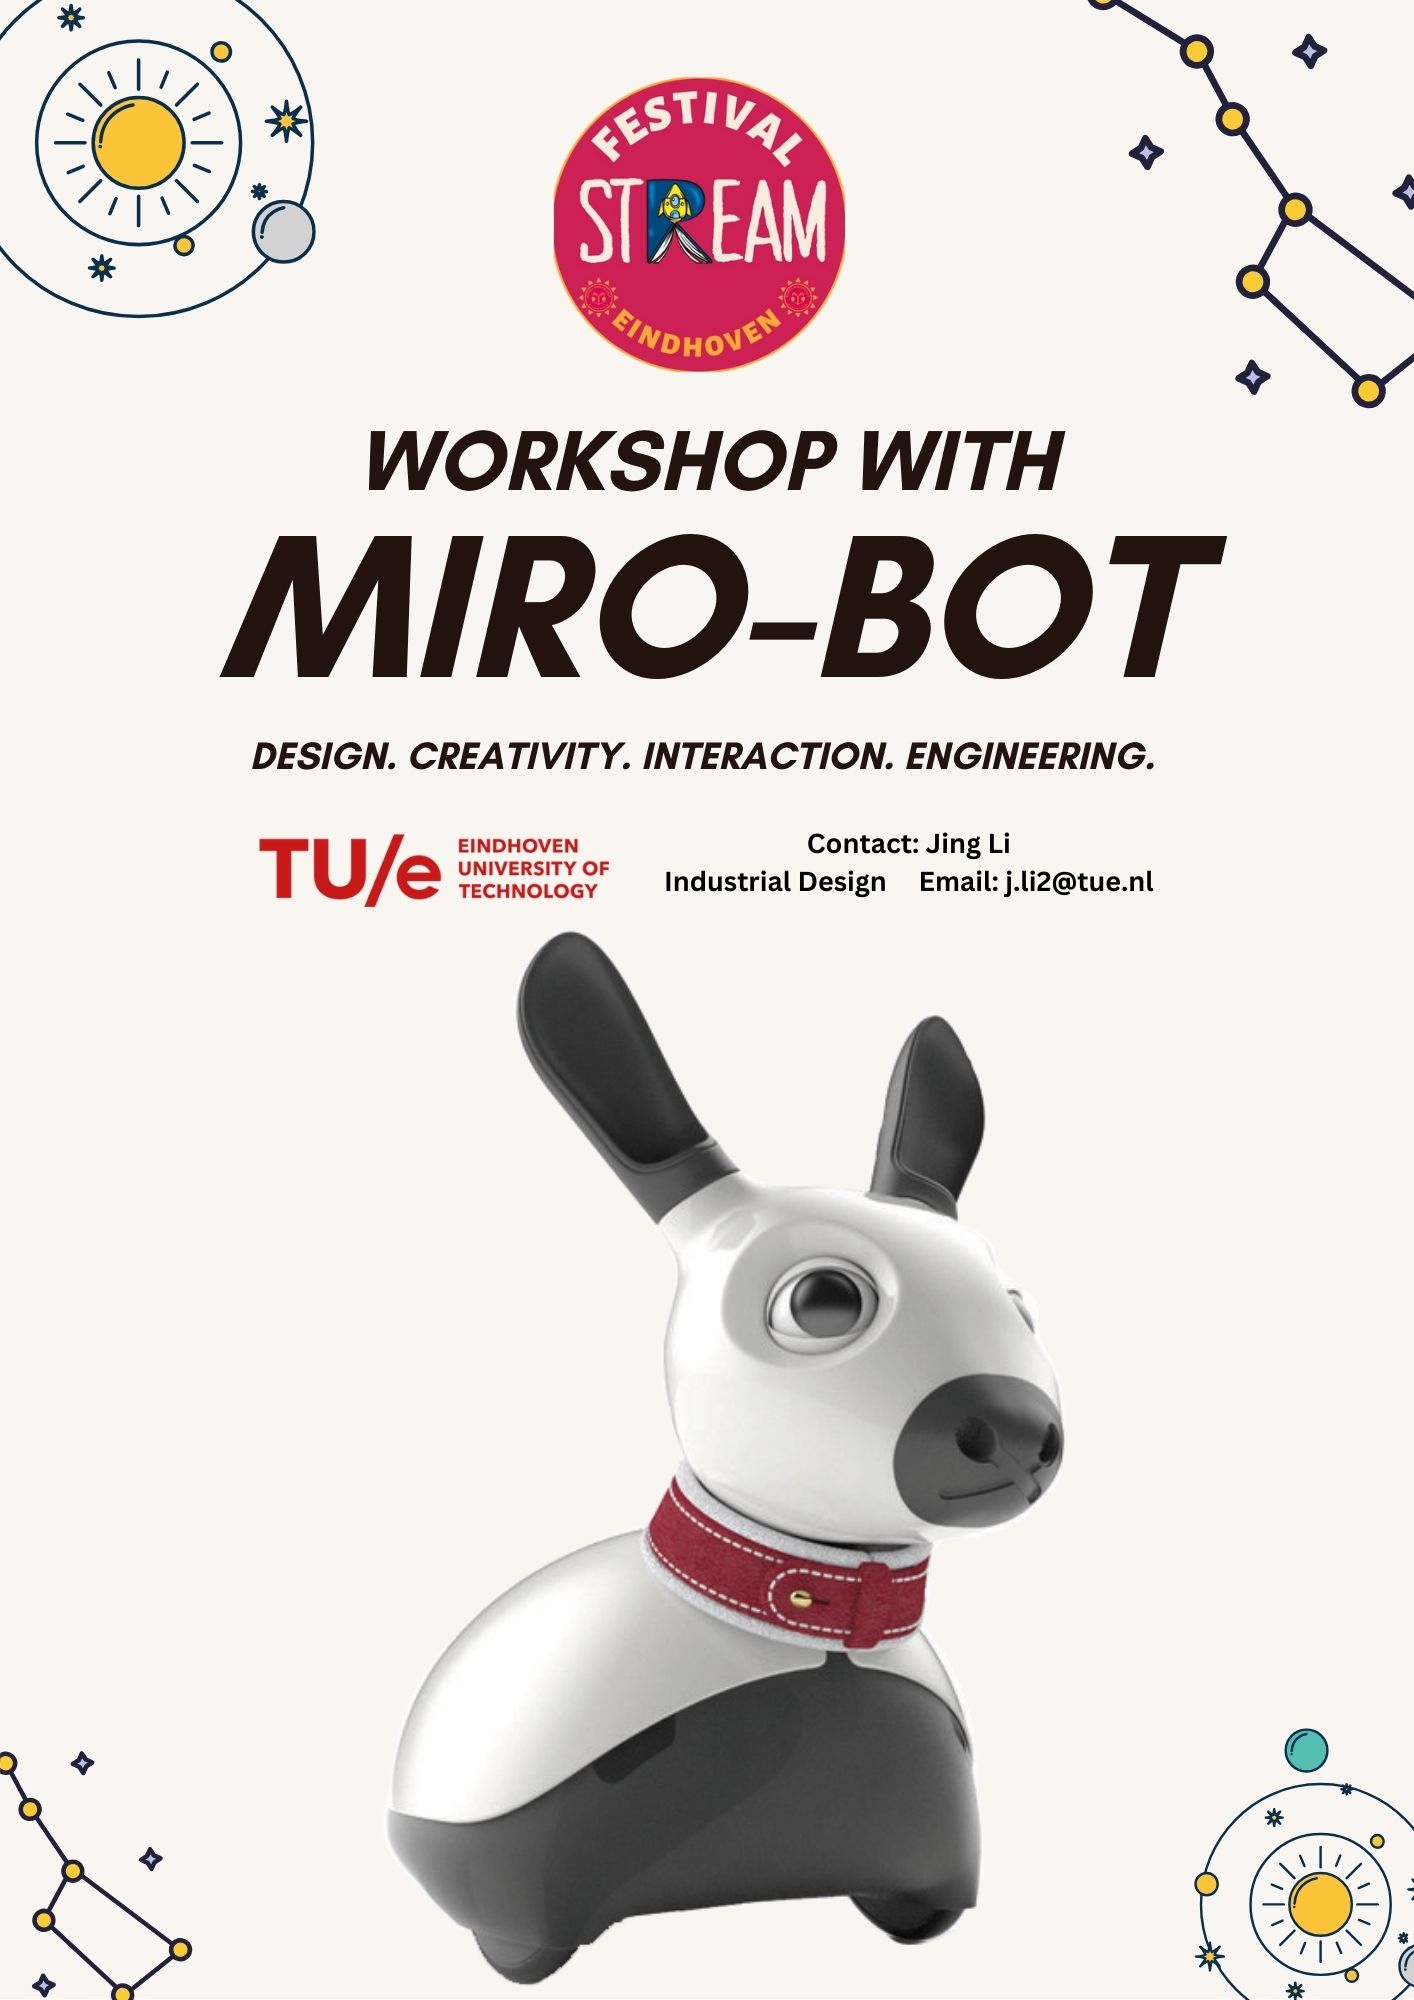 FESTIVAL
STREAM
EINDHOVEN
WORKSHOP WITH
MIRO-BOT
DESIGN. CREATIVITY. INTERACTION. ENGINEERING.
TU/e
EINDHOVEN
UNIVERSITY OF
TECHNOLOGY
Contact: Jing Li
Industrial Design Email: j.li2@tue.nl